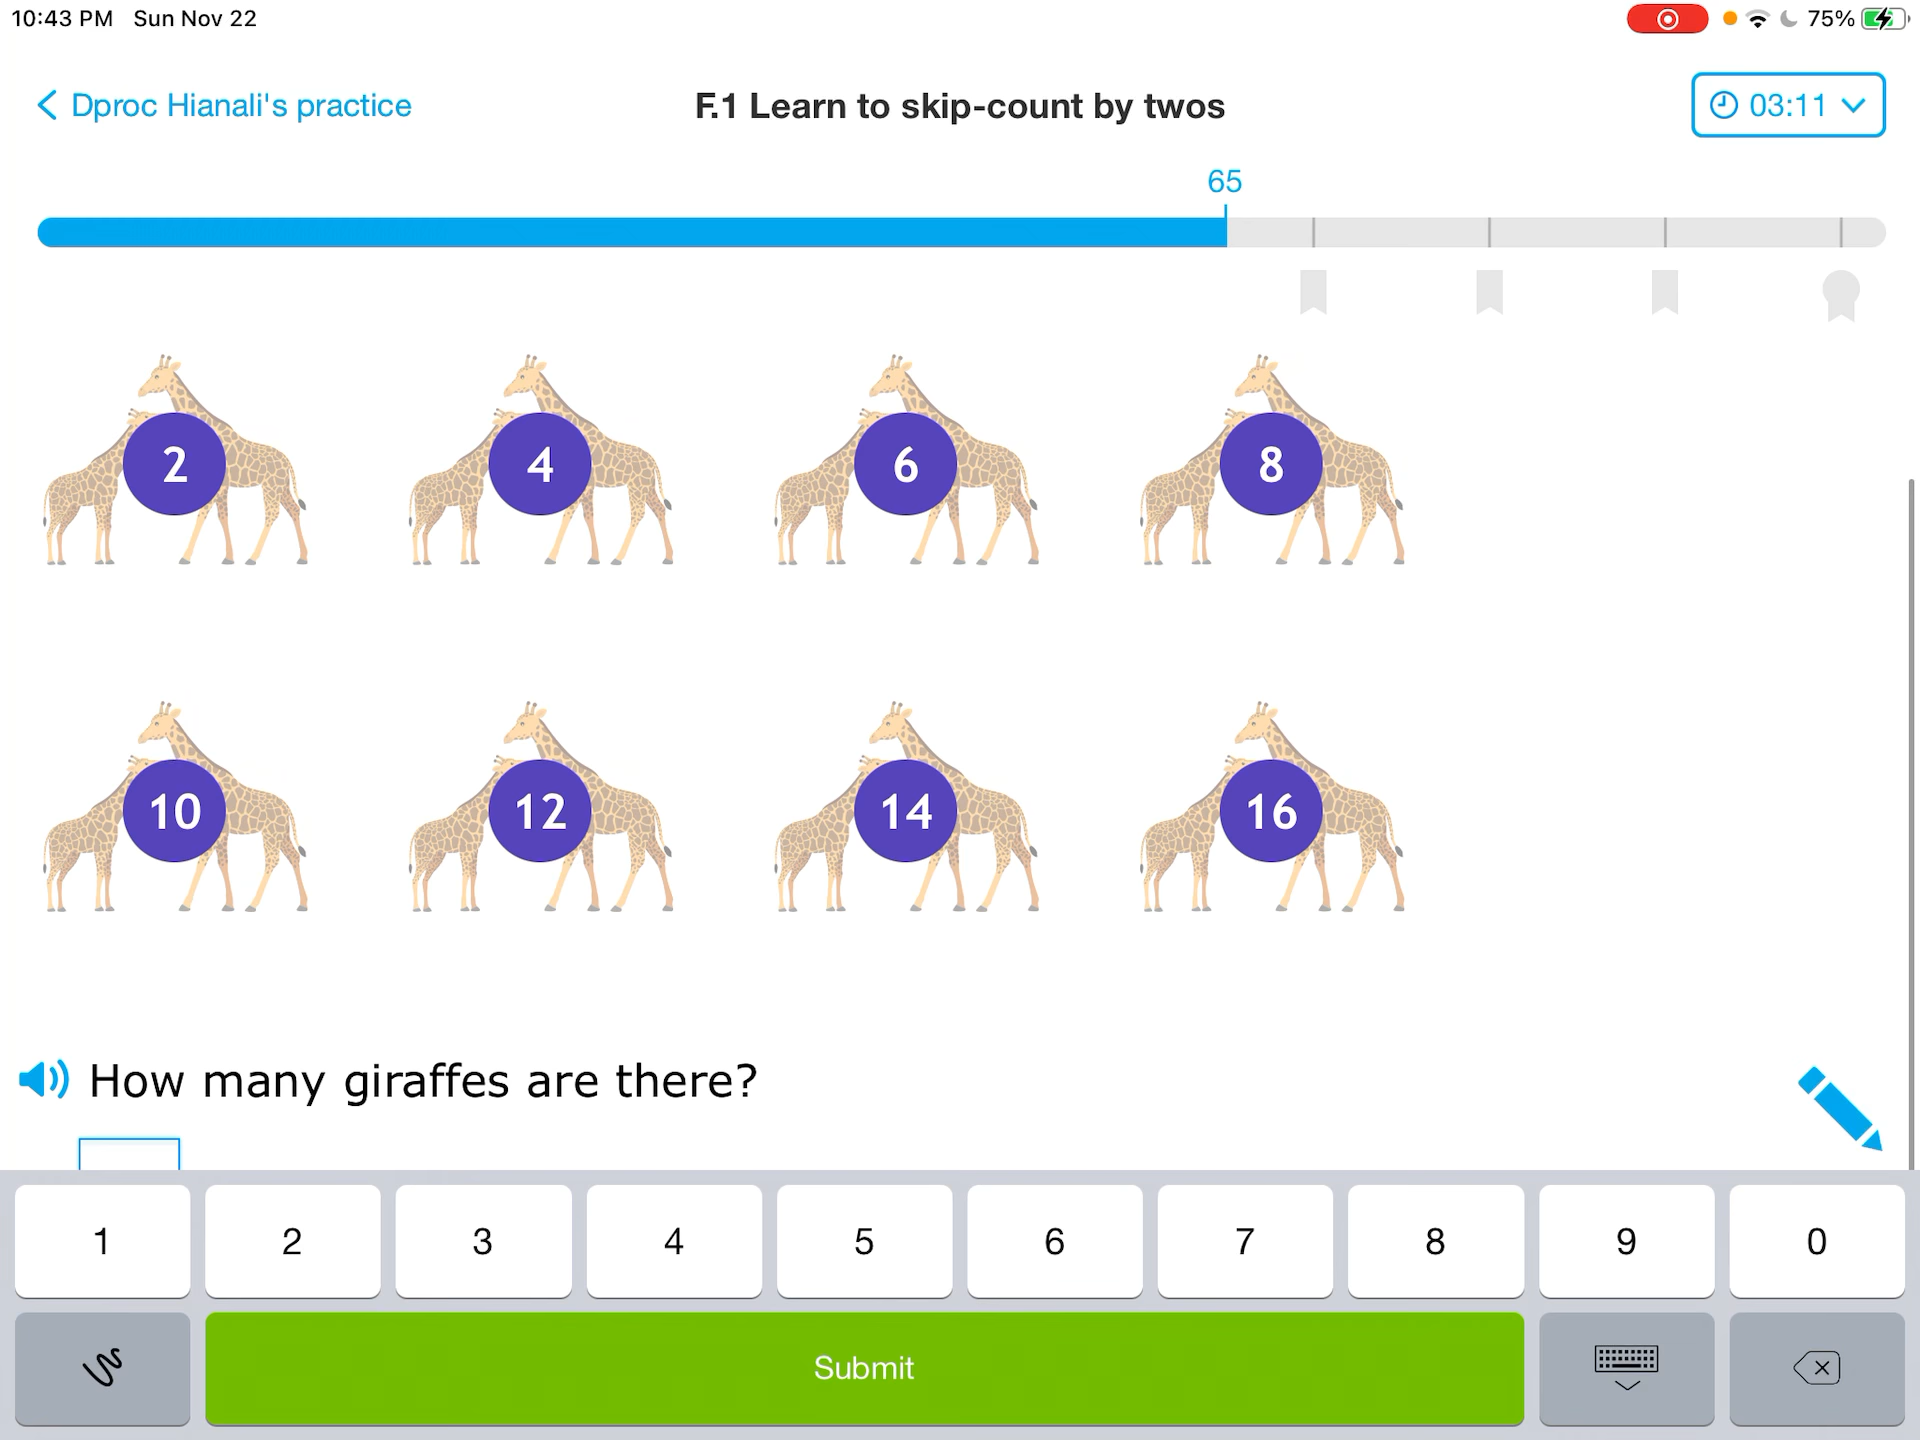 10:43 PM Sun Nov 22
75%
Dproc Hianali's practice
F.1 Learn to skip-count by twos
03:11
65
2 4 6 8
10 12 14 16
How many giraffes are there?
1 2 3 4 5 6 7 8 9 0
Submit